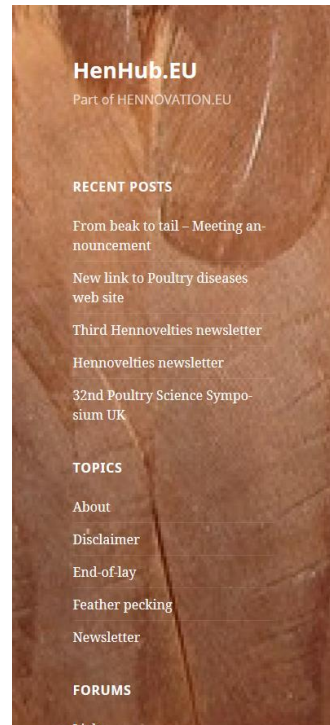 HenHub.EU
Part of HENNOVATION.EU
RECENT POSTS
From beak to tail – Meeting an-
nouncement
New link to Poultry diseases
web site
Third Hennovelties newsletter
Hennovelties newsletter
32nd Poultry Science Sympo-
sium UK
TOPICS
About
Disclaimer
End-of-lay
Feather pecking
Newsletter
FORUMS